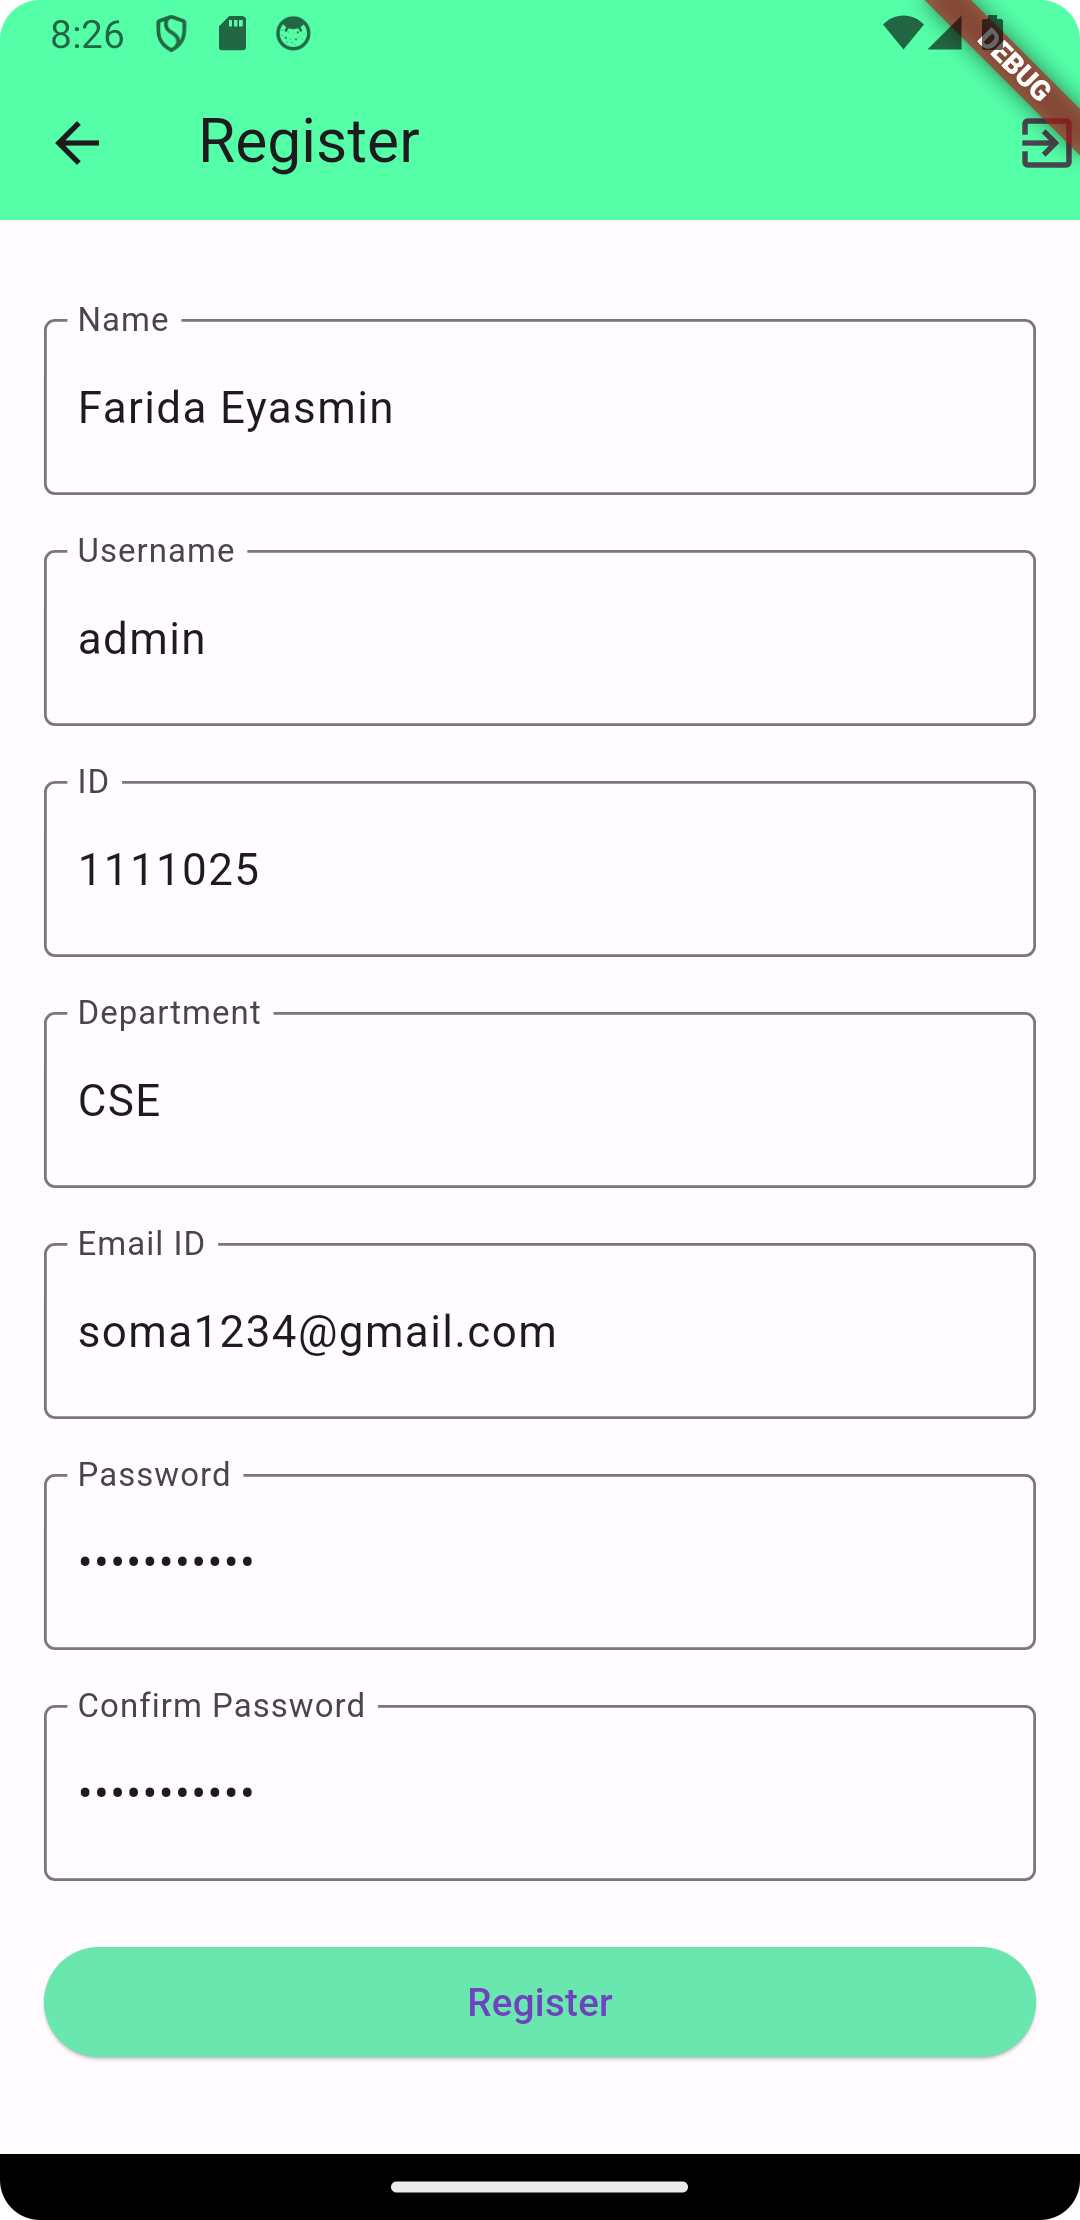 8:26
DEBUG
Register
Name
Farida Eyasmin
Username
admin
ID
1111025
Department
CSE
Email ID
soma1234@gmail.com
Password
•••••••••••
Confirm Password
•••••••••••
Register